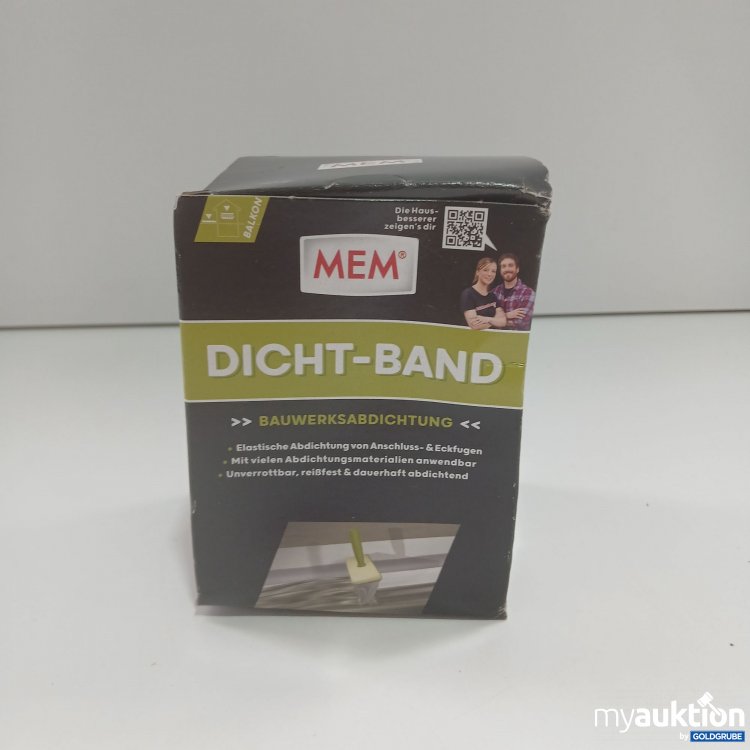 MEM
BALKON
Die Haus-
besserer
zeigen's dir
MEM®
DICHT-BAND
>> BAUWERKSABDICHTUNG <<
• Elastische Abdichtung von Anschluss- & Eckfugen
• Mit vielen Abdichtungsmaterialien anwendbar
• Unverrottbar, reißfest & dauerhaft abdichtend
myauktion
by GOLDGRUBE